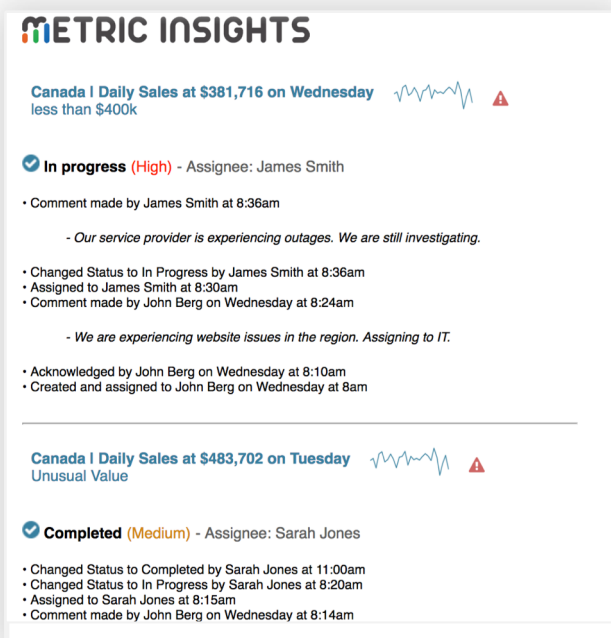 METRIC INSIGHTS
Canada | Daily Sales at $381,716 on Wednesday
less than $400k
In progress (High) - Assignee: James Smith
• Comment made by James Smith at 8:36am
- Our service provider is experiencing outages. We are still investigating.
• Changed Status to In Progress by James Smith at 8:36am
• Assigned to James Smith at 8:30am
• Comment made by John Berg on Wednesday at 8:24am
- We are experiencing website issues in the region. Assigning to IT.
• Acknowledged by John Berg on Wednesday at 8:10am
• Created and assigned to John Berg on Wednesday at 8am
Canada | Daily Sales at $483,702 on Tuesday
Unusual Value
Completed (Medium) - Assignee: Sarah Jones
• Changed Status to Completed by Sarah Jones at 11:00am
• Changed Status to In Progress by Sarah Jones at 8:20am
• Assigned to Sarah Jones at 8:15am
• Comment made by John Berg on Wednesday at 8:14am